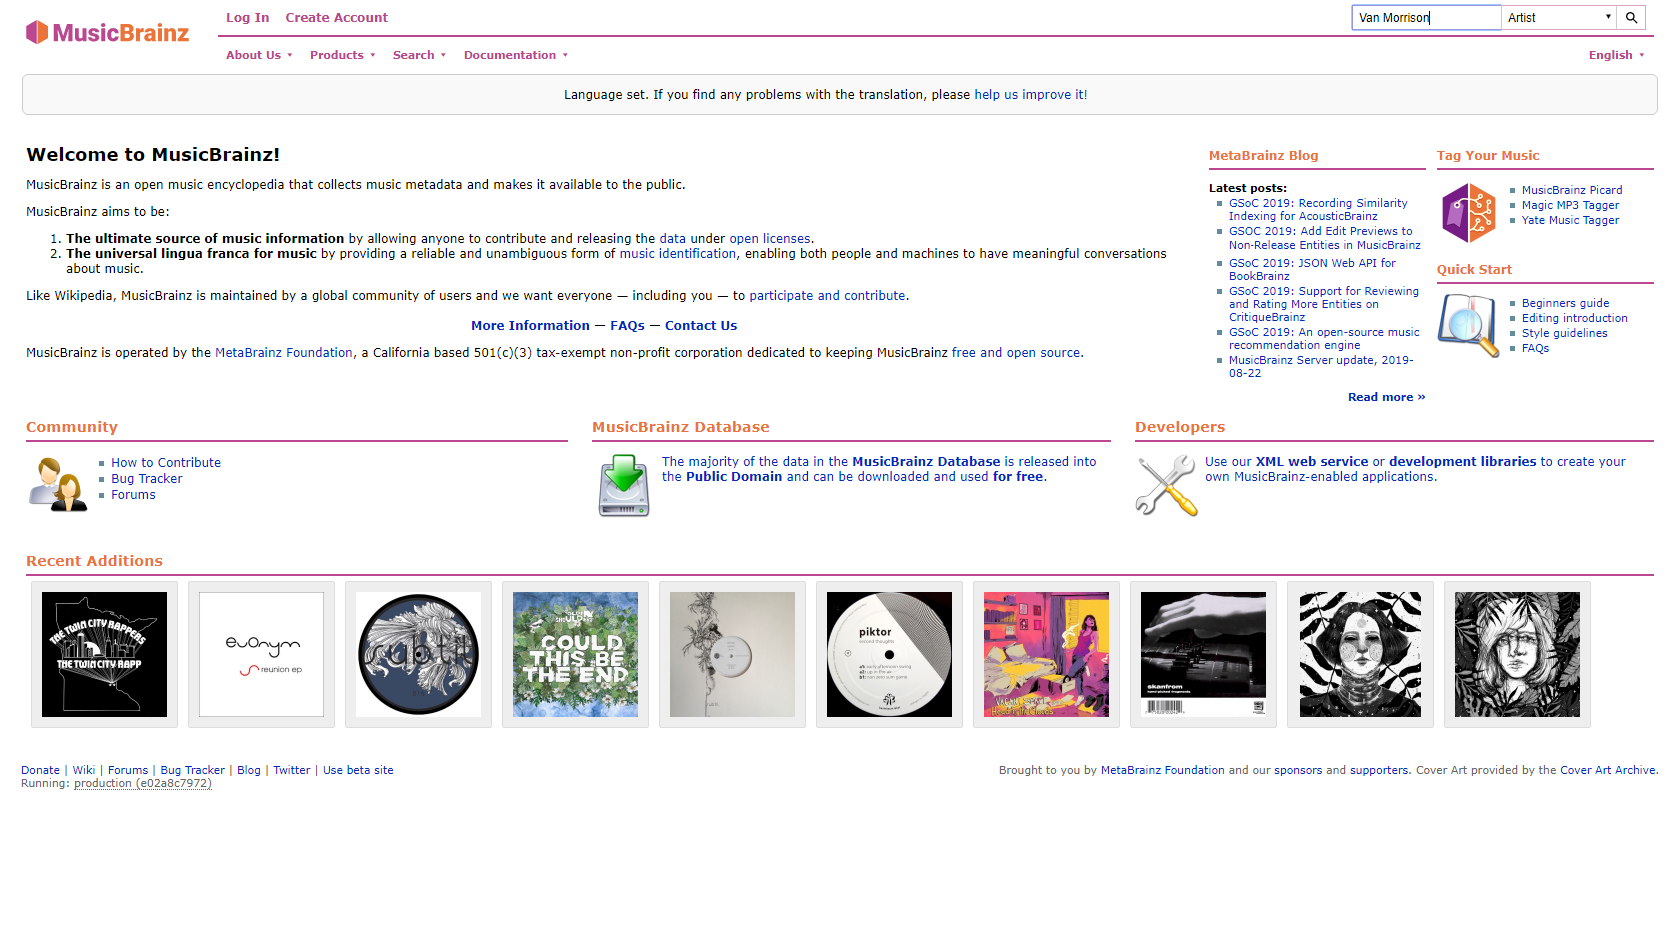 MusicBrainz
Log In Create Account
Van Morrison
Artist
About Us Products Search Documentation
English
Language set. If you find any problems with the translation, please help us improve it!
Welcome to MusicBrainz!
MusicBrainz is an open music encyclopedia that collects music metadata and makes it available to the public.
MusicBrainz aims to be:
1. The ultimate source of music information by allowing anyone to contribute and releasing the data under open licenses.
2. The universal lingua franca for music by providing a reliable and unambiguous form of music identification, enabling both people and machines to have meaningful conversations
about music.
Like Wikipedia, MusicBrainz is maintained by a global community of users and we want everyone — including you — to participate and contribute.
More Information — FAQs — Contact Us
MusicBrainz is operated by the MetaBrainz Foundation, a California based 501(c)(3) tax-exempt non-profit corporation dedicated to keeping MusicBrainz free and open source.
MetaBrainz Blog
Latest posts:
GSoC 2019: Recording Similarity
Indexing for AcousticBrainz
GSOC 2019: Add Edit Previews to
Non-Release Entities in MusicBrainz
GSoC 2019: JSON Web API for
BookBrainz
GSoC 2019: Support for Reviewing
and Rating More Entities on
CritiqueBrainz
GSoC 2019: An open-source music
recommendation engine
MusicBrainz Server update, 2019-
08-22
Read more »
Tag Your Music
MusicBrainz Picard
Magic MP3 Tagger
Yate Music Tagger
Quick Start
Beginners guide
Editing introduction
Style guidelines
FAQs
Community
How to Contribute
Bug Tracker
Forums
MusicBrainz Database
The majority of the data in the MusicBrainz Database is released into
the Public Domain and can be downloaded and used for free.
Developers
Use our XML web service or development libraries to create your
own MusicBrainz-enabled applications.
Recent Additions
THE TWIN CITY RAPPERS
THE TWIN CITY RAPP
euonym
reunion ep
COULD
THIS BE
THE END
piktor
second thoughts
skanfrom
Donate | Wiki | Forums | Bug Tracker | Blog | Twitter | Use beta site
Running: production (e02a8c7972)
Brought to you by MetaBrainz Foundation and our sponsors and supporters. Cover Art provided by the Cover Art Archive.